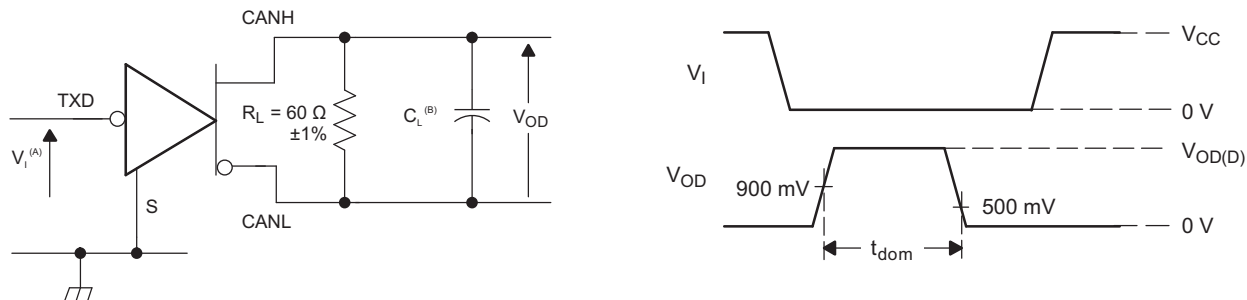 CANH
TXD
V_I (A)
R_L = 60 Ω
±1%
C_L (B)
V_OD
S
CANL
V_I
V_CC
0 V
V_OD
900 mV
V_OD(D)
500 mV
0 V
t_dom